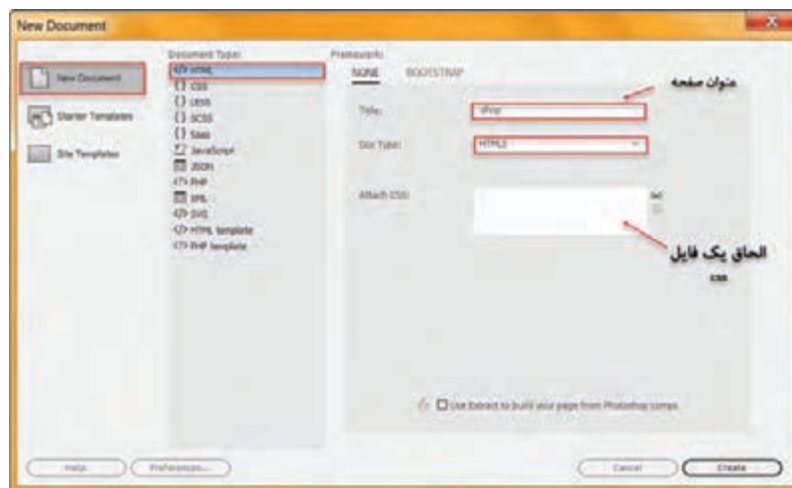 New Document
New Document
Starter Templates
Site Templates
Document Type:
</> HTML
{ } CSS
{ } LESS
{ } SCSS
{ } Sass
JavaScript
JSON
</> PHP
XML
</> SVG
</> HTML template
</> PHP template
Framework:
NONE BOOTSTRAP
عنوان صفحه
Title: shop
Doc Type: HTML5
Attach CSS:
الحاق یک فایل
css
Use Extract to build your page from Photoshop comps
Help Preferences...
Cancel Create